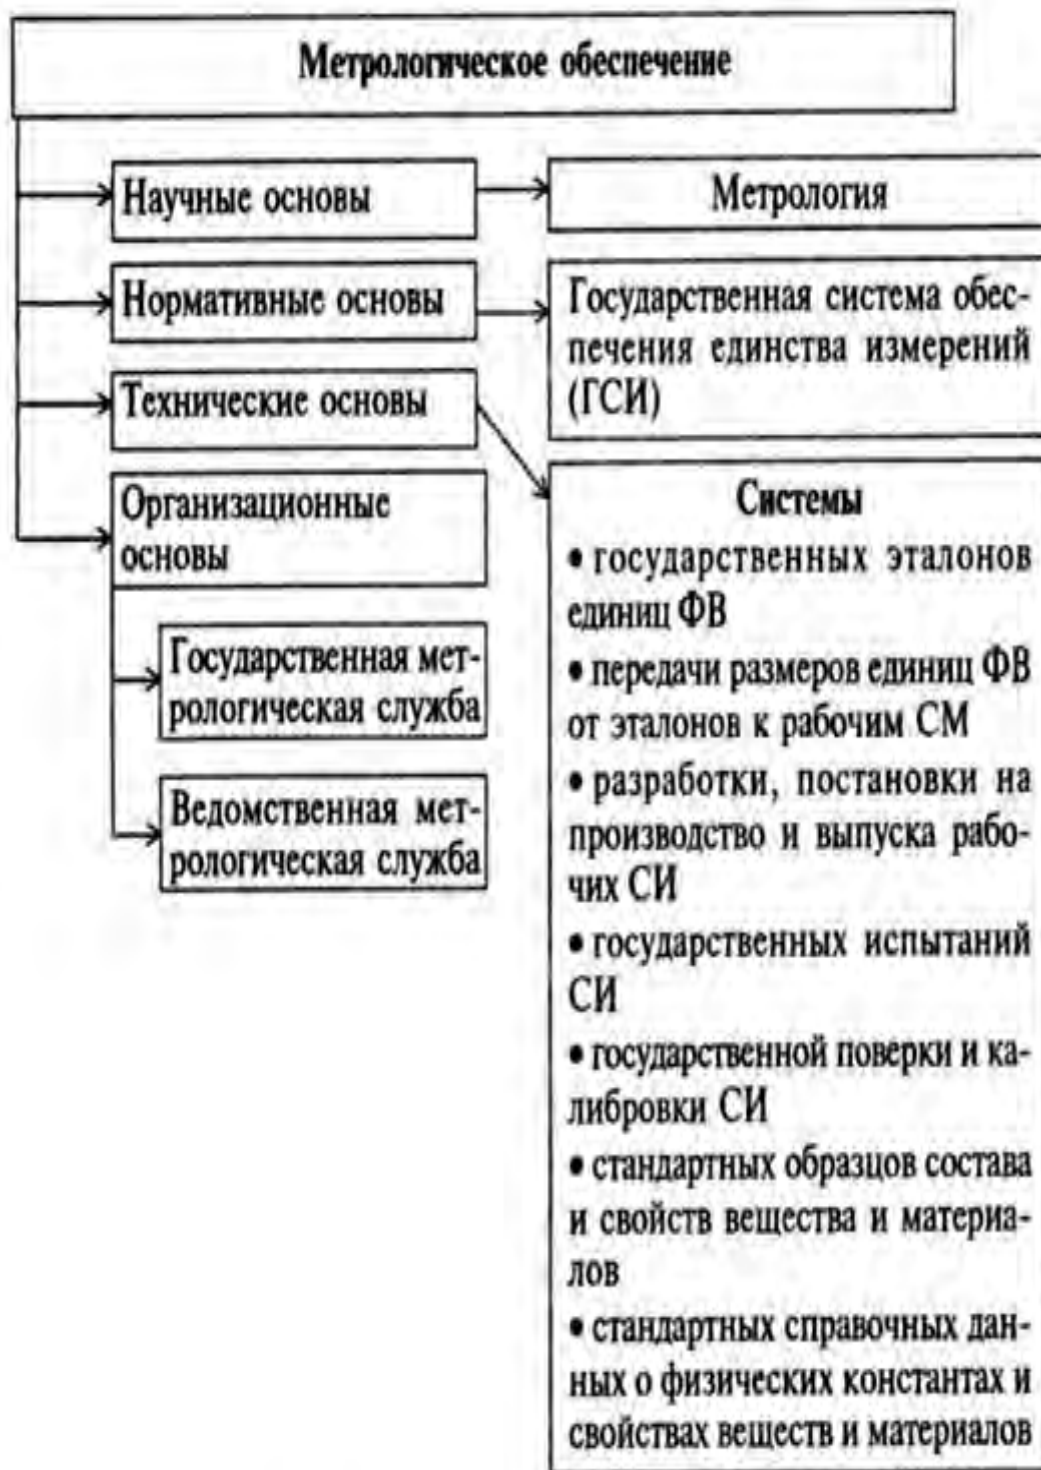 Метрологическое обеспечение
Научные основы
Метрология
Нормативные основы
Государственная система обес-
печения единства измерений
(ГСИ)
Технические основы
Организационные
основы
Государственная мет-
рологическая служба
Ведомственная мет-
рологическая служба
Системы
• государственных эталонов
единиц ФВ
• передачи размеров единиц ФВ
от эталонов к рабочим СМ
• разработки, постановки на
производство и выпуска рабо-
чих СИ
• государственных испытаний
СИ
• государственной поверки и ка-
либровки СИ
• стандартных образцов состава
и свойств вещества и материа-
лов
• стандартных справочных дан-
ных о физических константах и
свойствах веществ и материалов